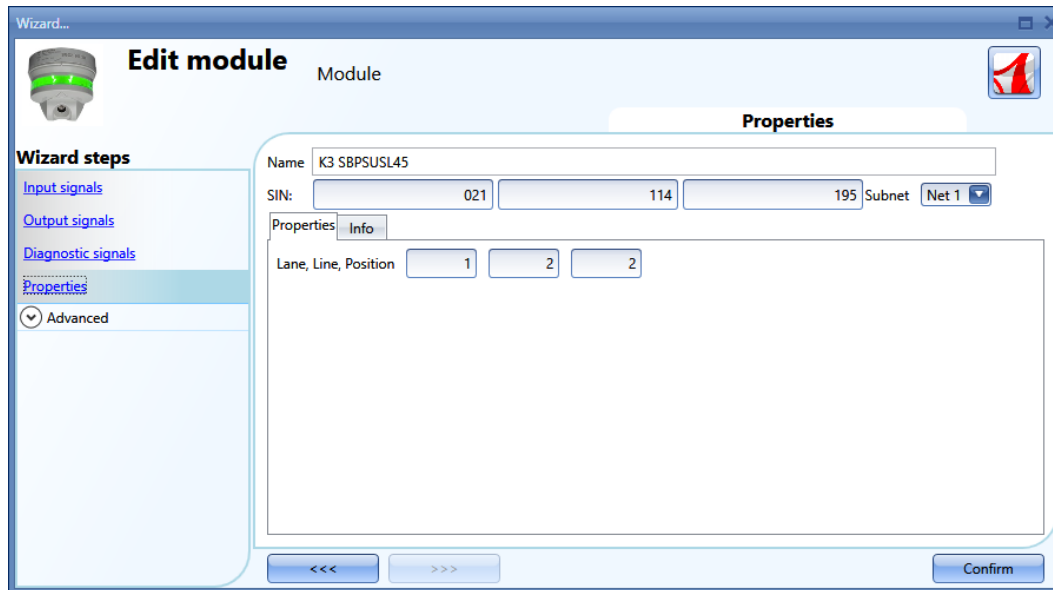 Wizard...
Edit module
Module
Properties
Wizard steps
Input signals
Output signals
Diagnostic signals
Properties
Advanced
Name K3 SBPSUSL45
SIN: 021 114 195 Subnet Net 1
Properties Info
Lane, Line, Position 1 2 2
<<< >>> Confirm